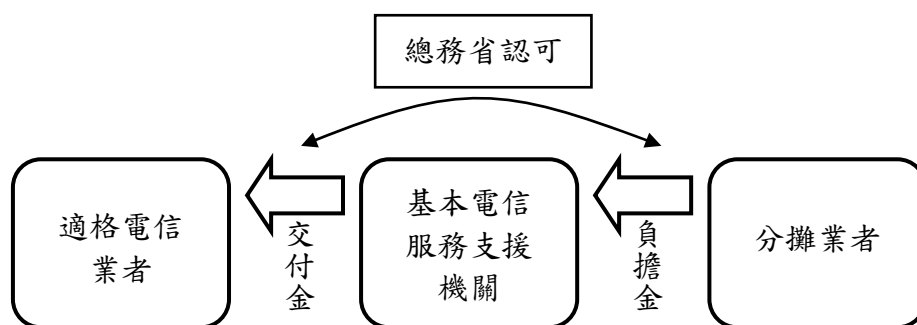 總務省認可
適格電信
業者
交付金
基本電信
服務支援
機關
負擔金
分攤業者